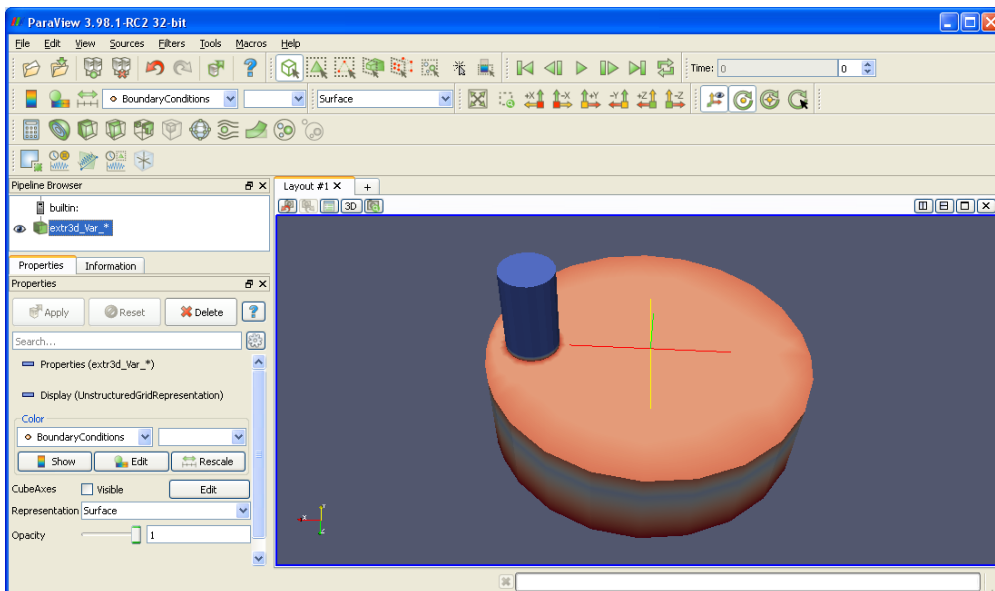 ParaView 3.98.1-RC2 32-bit
File Edit View Sources Filters Tools Macros Help
Time: 0 0
BoundaryConditions Surface
+X -X +Y -Y +Z -Z
Pipeline Browser
Layout #1 X +
builtin:
3D
extr3d_Var_*
Properties Information
Properties
Apply Reset Delete ?
Search...
Properties (extr3d_Var_*)
Display (UnstructuredGridRepresentation)
Color
BoundaryConditions
Show Edit Rescale
CubeAxes Visible Edit
Representation Surface
Opacity 1
X Y Z